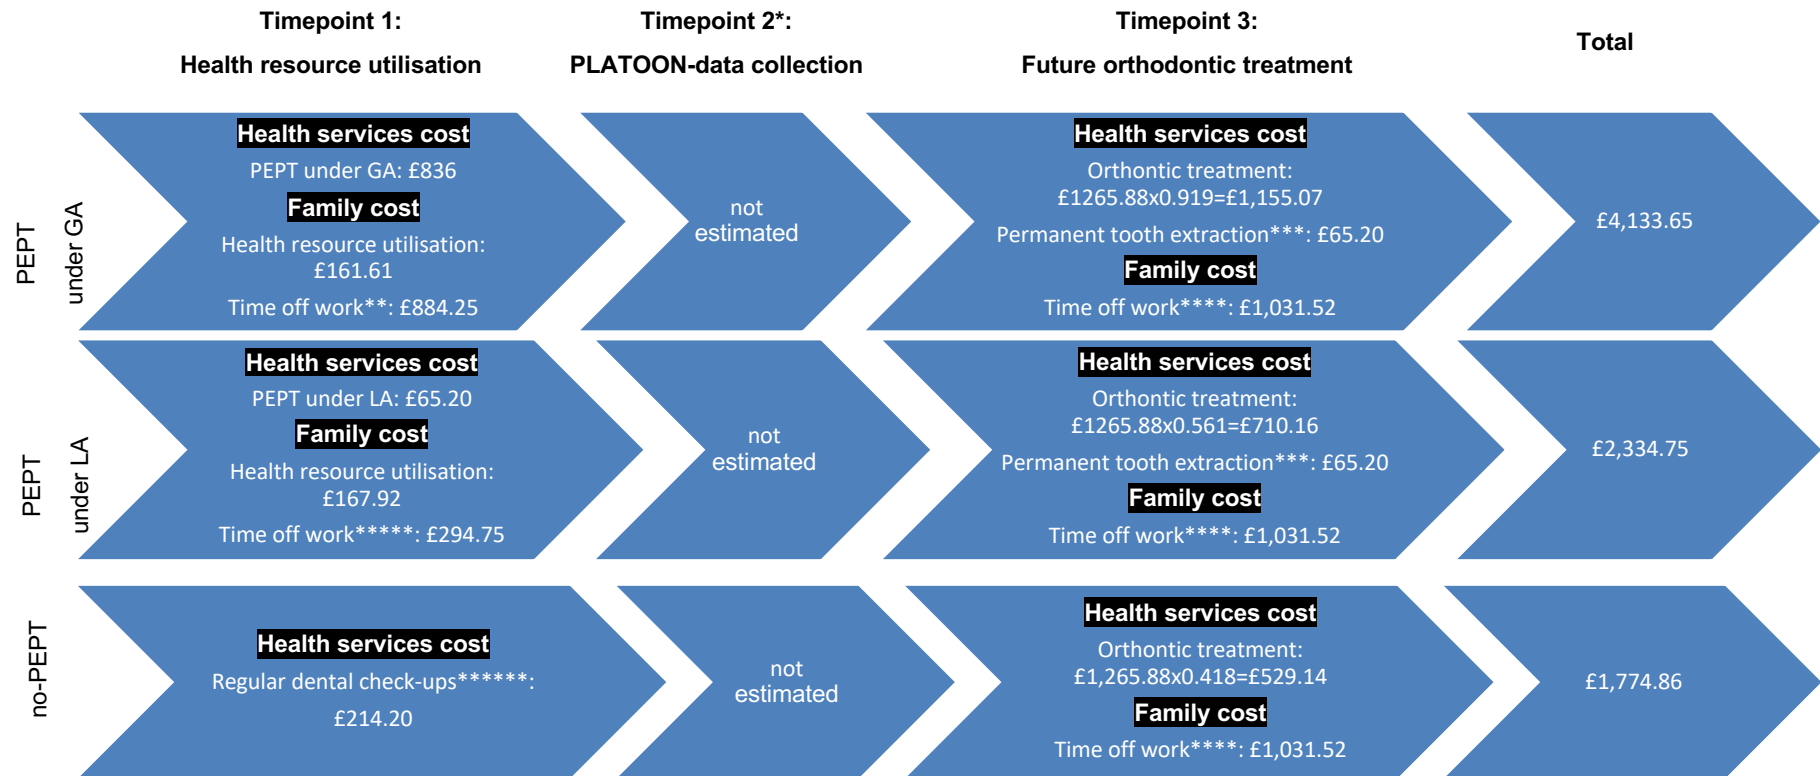 Timepoint 1:
Health resource utilisation
Timepoint 2*:
PLATOON-data collection
Timepoint 3:
Future orthodontic treatment
Total
PEPT
under GA
Health services cost
PEPT under GA: £836
Family cost
Health resource utilisation:
£161.61
Time off work**: £884.25
not
estimated
Health services cost
Orthontic treatment:
£1265.88x0.919=£1,155.07
Permanent tooth extraction***: £65.20
Family cost
Time off work****: £1,031.52
£4,133.65
PEPT
under LA
Health services cost
PEPT under LA: £65.20
Family cost
Health resource utilisation:
£167.92
Time off work*****: £294.75
not
estimated
Health services cost
Orthontic treatment:
£1265.88x0.561=£710.16
Permanent tooth extraction***: £65.20
Family cost
Time off work****: £1,031.52
£2,334.75
no-PEPT
Health services cost
Regular dental check-ups******:
£214.20
not
estimated
Health services cost
Orthontic treatment:
£1,265.88x0.418=£529.14
Family cost
Time off work****: £1,031.52
£1,774.86